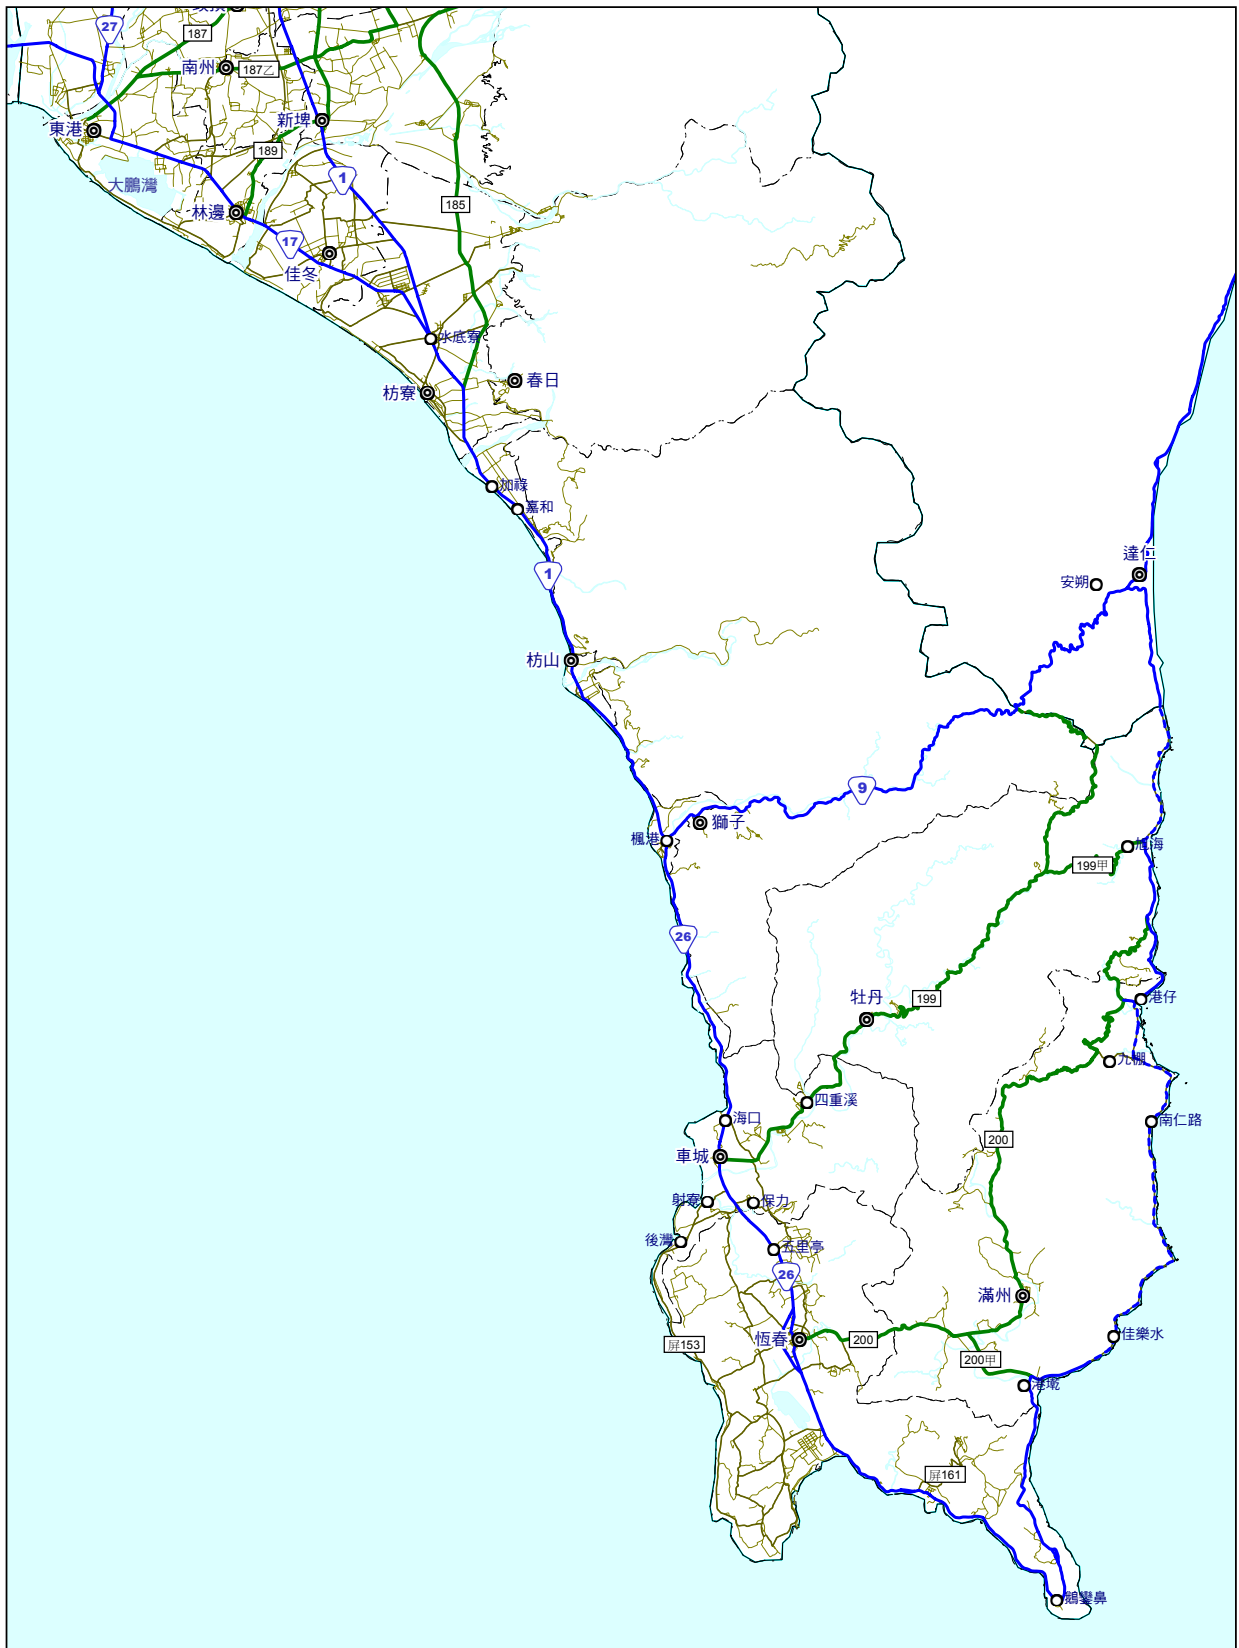 27
187
南州
187乙
東港
新埤
189
1
大鵬灣
林邊
185
17
佳冬
水底寮
枋寮
春日
加祿
嘉和
1
達仁
安朔
枋山
9
獅子
楓港
旭海
199甲
26
牡丹
199
港仔
九棚
四重溪
海口
南仁路
200
車城
射寮
保力
後灣
五里亭
26
滿州
恆春
200
佳樂水
屏153
200甲
港墘
屏161
鵝鑾鼻